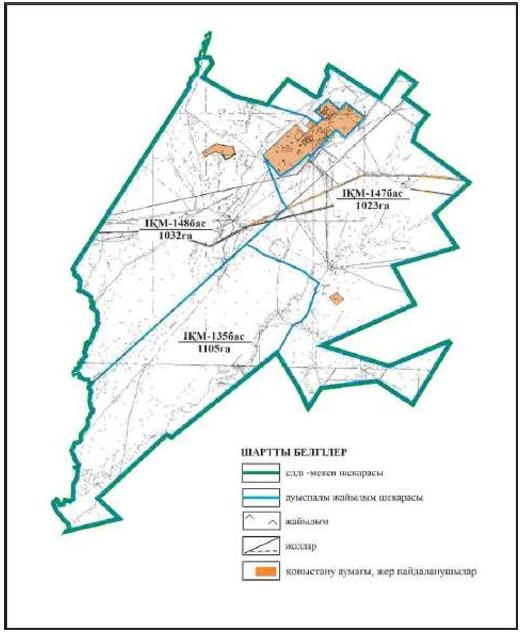 ІҚМ-147бас
1023га
ІҚМ-148бас
1032га
ІҚМ-135бас
1105га
ШАРТТЫ БЕЛГІЛЕР
елді -мекен шекарасы
ауыспалы жайылым шекарасы
жайылым
жолдар
қоныстану аумағы, жер пайдаланушылар